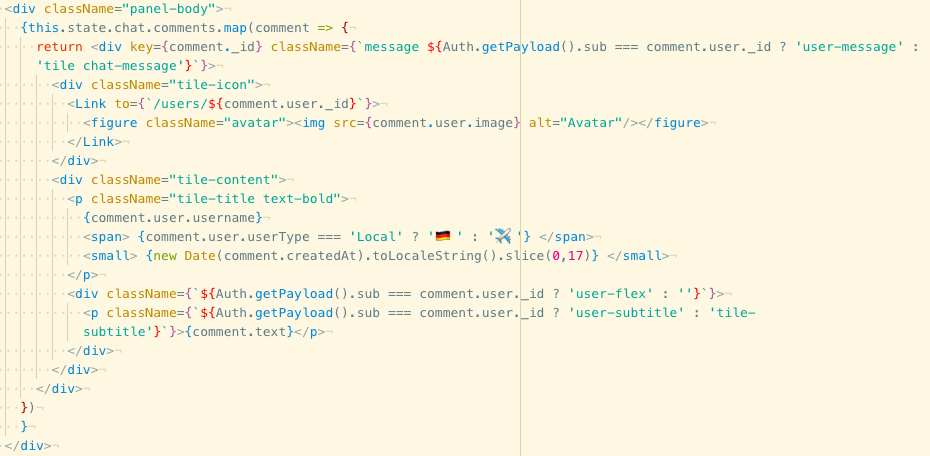 <div className="panel-body">
{this.state.chat.comments.map(comment => {
return <div key={comment._id} className={`message ${Auth.getPayload().sub === comment.user._id ? 'user-message' :
'tile chat-message'}`}>
<div className="tile-icon">
<Link to={`/users/${comment.user._id}`}>
<figure className="avatar"><img src={comment.user.image} alt="Avatar"/></figure>
</Link>
</div>
<div className="tile-content">
<p className="tile-title text-bold">
{comment.user.username}
<span> {comment.user.userType === 'Local' ? '🇩🇪 ' : '✈️ '} </span>
<small> {new Date(comment.createdAt).toLocaleString().slice(0,17)} </small>
</p>
<div className={`${Auth.getPayload().sub === comment.user._id ? 'user-flex' : ''}`}>
<p className={`${Auth.getPayload().sub === comment.user._id ? 'user-subtitle' : 'tile-
subtitle'}`}>{comment.text}</p>
</div>
</div>
</div>
})
}
</div>